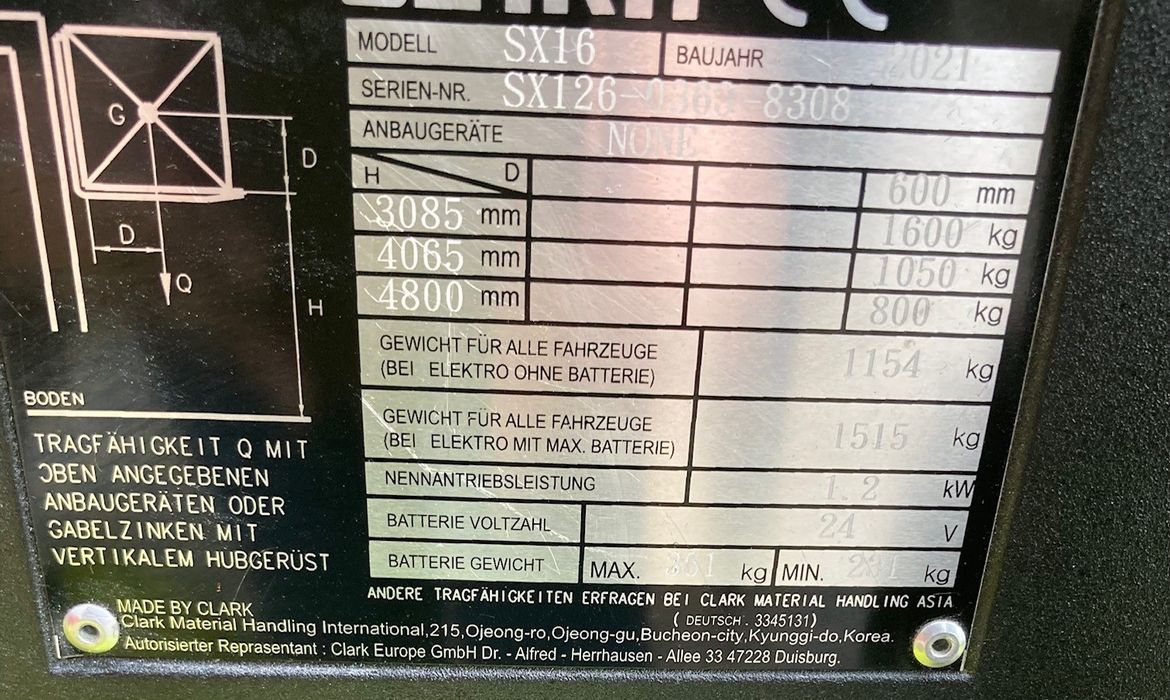 MODELL SX16 BAUJAHR 2021
SERIEN-NR. SX126-0363-8308
ANBAUGERÄTE NONE
H D 600 mm
3085 mm 1600 kg
4065 mm 1050 kg
4800 mm 800 kg
GEWICHT FÜR ALLE FAHRZEUGE
(BEI ELEKTRO OHNE BATTERIE) 1154 kg
GEWICHT FÜR ALLE FAHRZEUGE
(BEI ELEKTRO MIT MAX. BATTERIE) 1515 kg
NENNANTRIEBSLEISTUNG 1.2 kW
BATTERIE VOLTZAHL 24 V
BATTERIE GEWICHT MAX. 361 kg MIN. kg
G
D
D
Q
H
BODEN
TRAGFÄHIGKEIT Q MIT
OBEN ANGEGEBENEN
ANBAUGERÄTEN ODER
GABELZINKEN MIT
VERTIKALEM HUBGERÜST
ANDERE TRAGFÄHIGKEITEN ERFRAGEN BEI CLARK MATERIAL HANDLING ASIA
( DEUTSCH . 3345131)
MADE BY CLARK
Clark Material Handling International,215,Ojeong-ro,Ojeong-gu,Bucheon-city,Kyunggi-do,Korea.
Autorisierter Reprasentant : Clark Europe GmbH Dr. - Alfred - Herrhausen - Allee 33 47228 Duisburg.